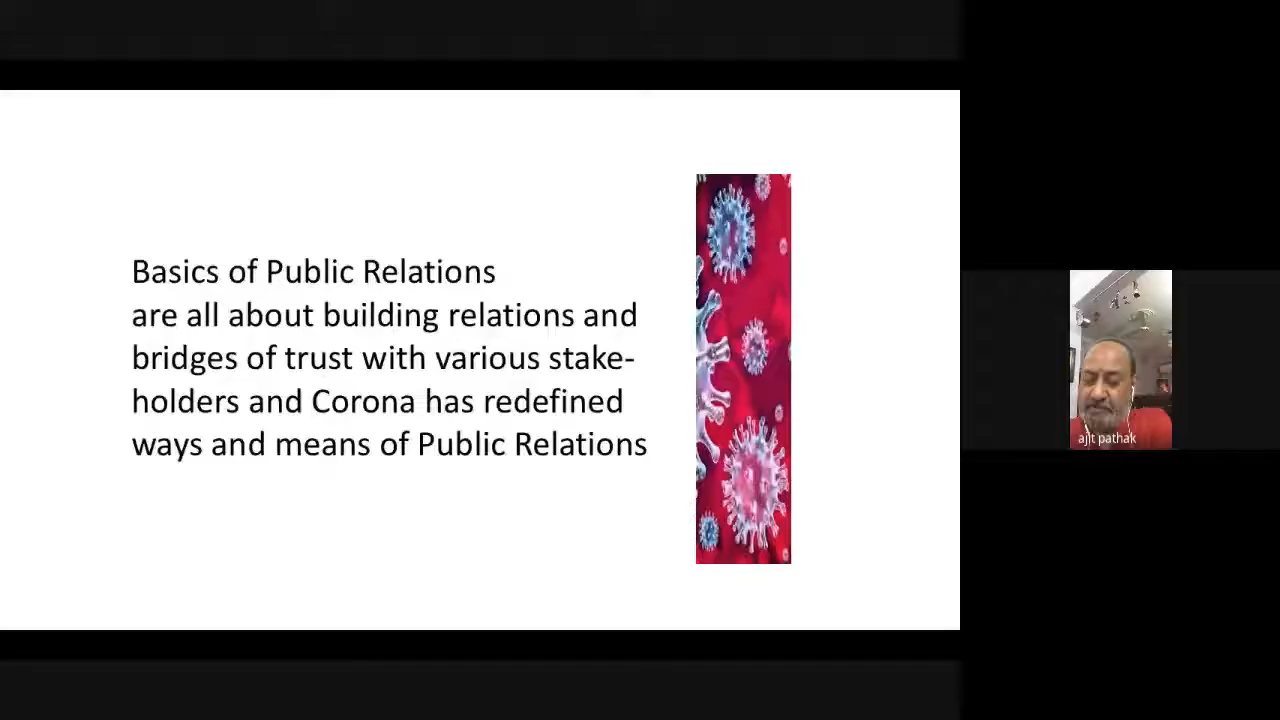 Basics of Public Relations
are all about building relations and
bridges of trust with various stake-
holders and Corona has redefined
ways and means of Public Relations
ajit pathak